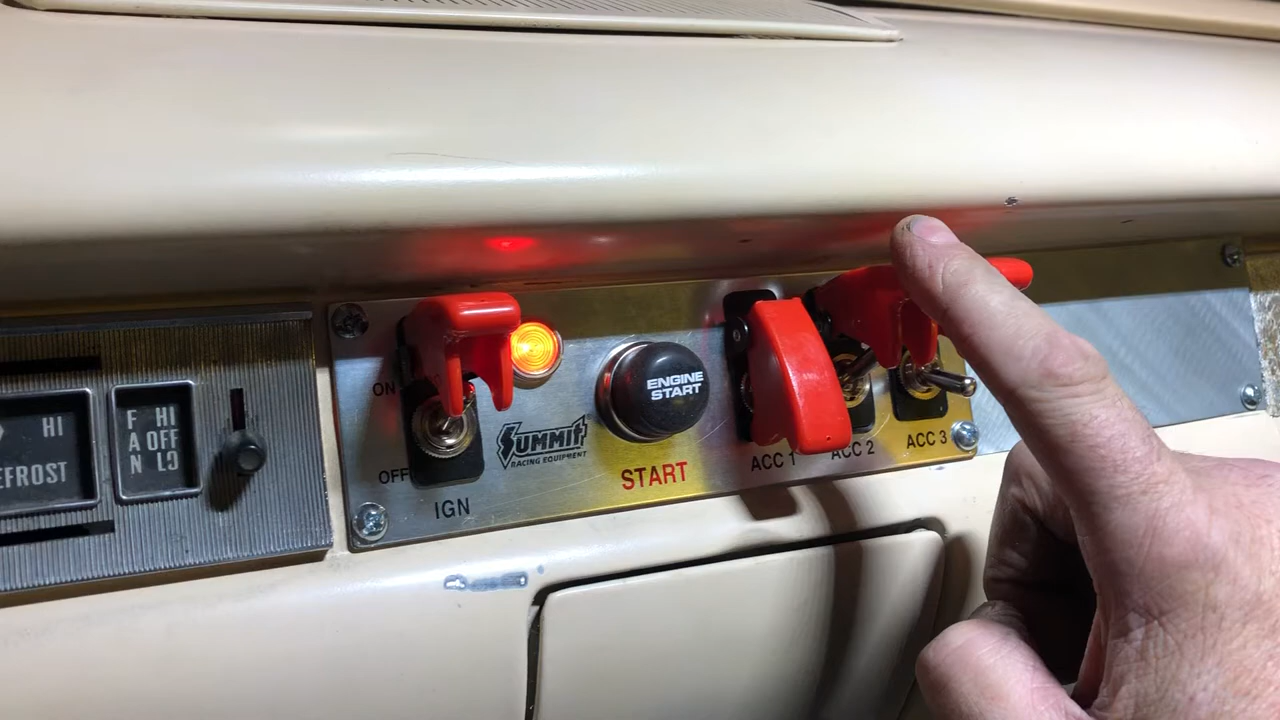 HI
EFROST
F HI
A OFF
N LO
ON
OFF
IGN
SUMMIT
RACING EQUIPMENT
ENGINE
START
START
ACC 1
ACC 2
ACC 3